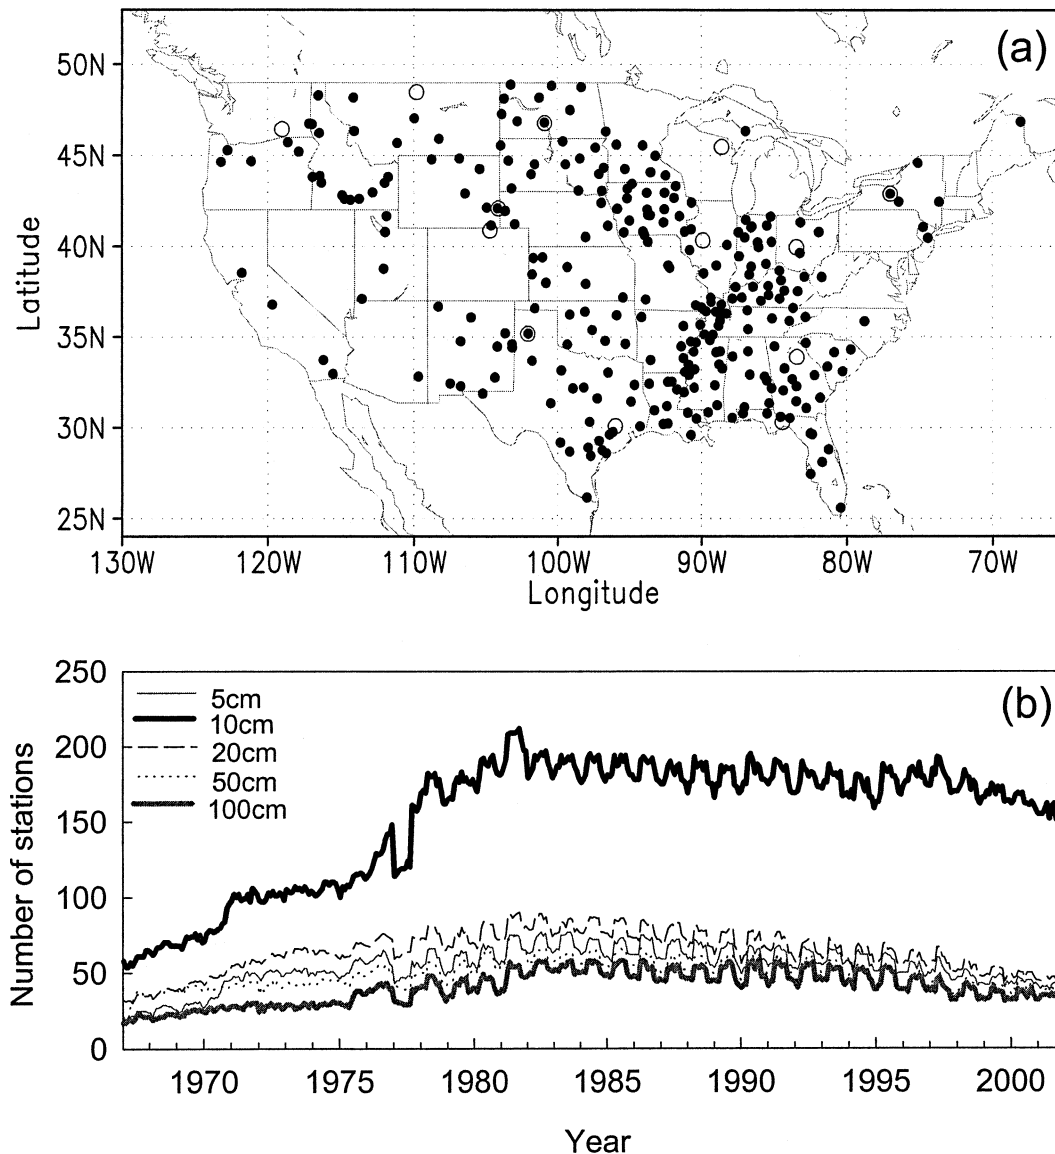 (a)
50N
45N
40N
35N
30N
25N
Latitude
130W 120W 110W 100W 90W 80W 70W
Longitude
250
200
150
100
50
0
Number of stations
(b)
5cm
10cm
20cm
50cm
100cm
1970 1975 1980 1985 1990 1995 2000
Year